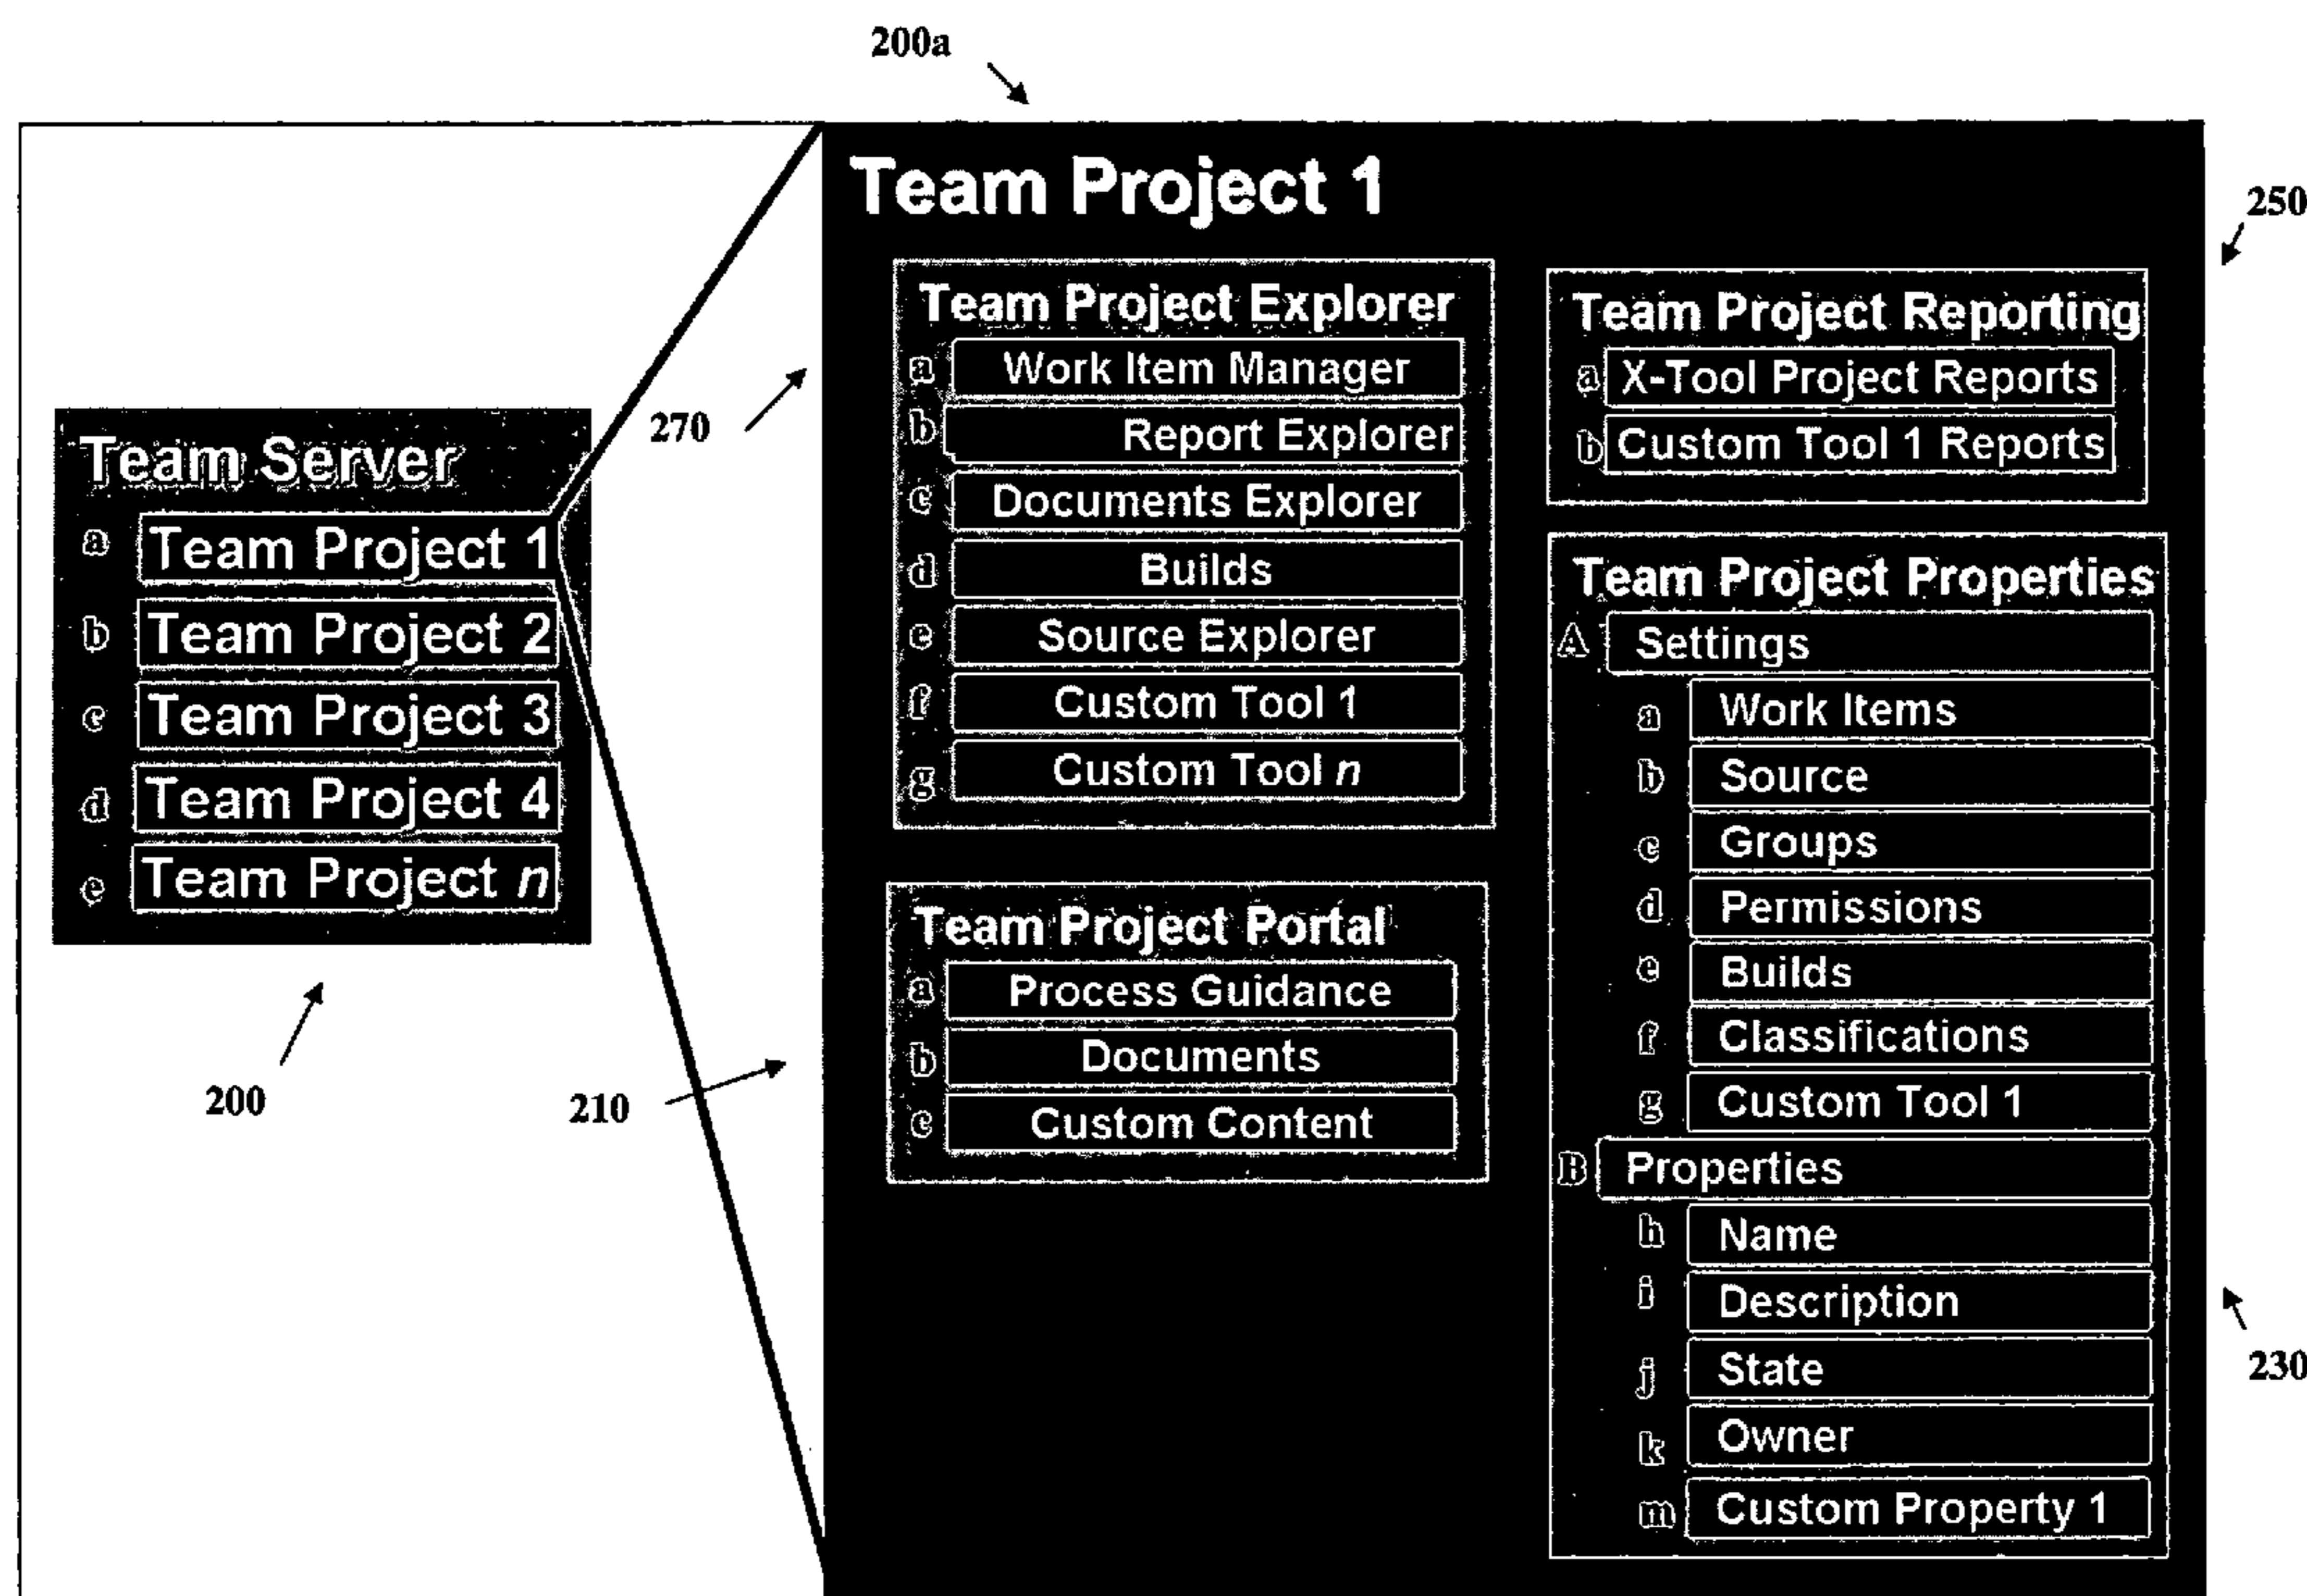 200a
Team Project 1
250
Team Project Explorer
a Work Item Manager
b Report Explorer
c Documents Explorer
d Builds
e Source Explorer
f Custom Tool 1
g Custom Tool n
270
Team Project Reporting
a X-Tool Project Reports
b Custom Tool 1 Reports
Team Server
a Team Project 1
b Team Project 2
c Team Project 3
d Team Project 4
e Team Project n
200
Team Project Portal
a Process Guidance
b Documents
c Custom Content
210
Team Project Properties
A Settings
a Work Items
b Source
c Groups
d Permissions
e Builds
f Classifications
g Custom Tool 1
B Properties
h Name
i Description
j State
k Owner
m Custom Property 1
230